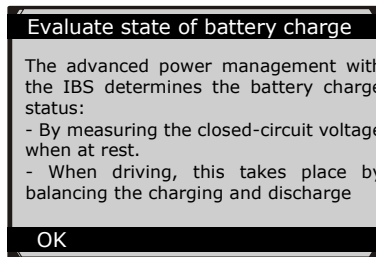 Evaluate state of battery charge
The advanced power management with
the IBS determines the battery charge
status:
- By measuring the closed-circuit voltage
when at rest.
- When driving, this takes place by
balancing the charging and discharge
OK